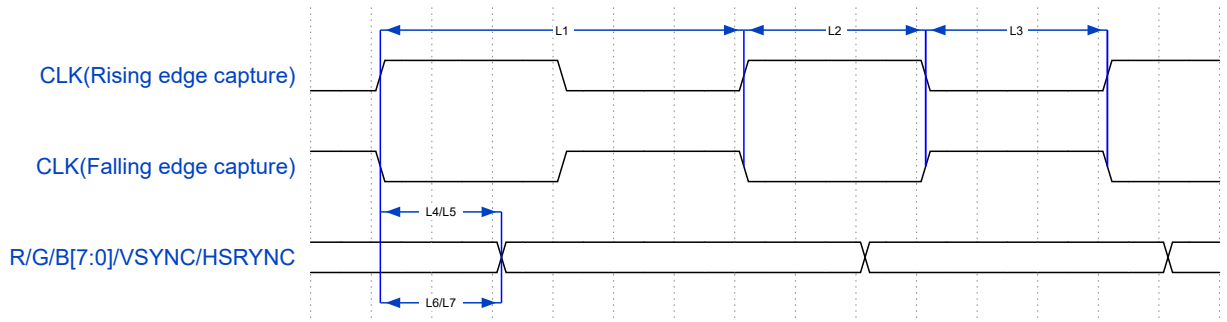 L1
L2
L3
CLK(Rising edge capture)
CLK(Falling edge capture)
L4/L5
R/G/B[7:0]/VSYNC/HSRYNC
L6/L7